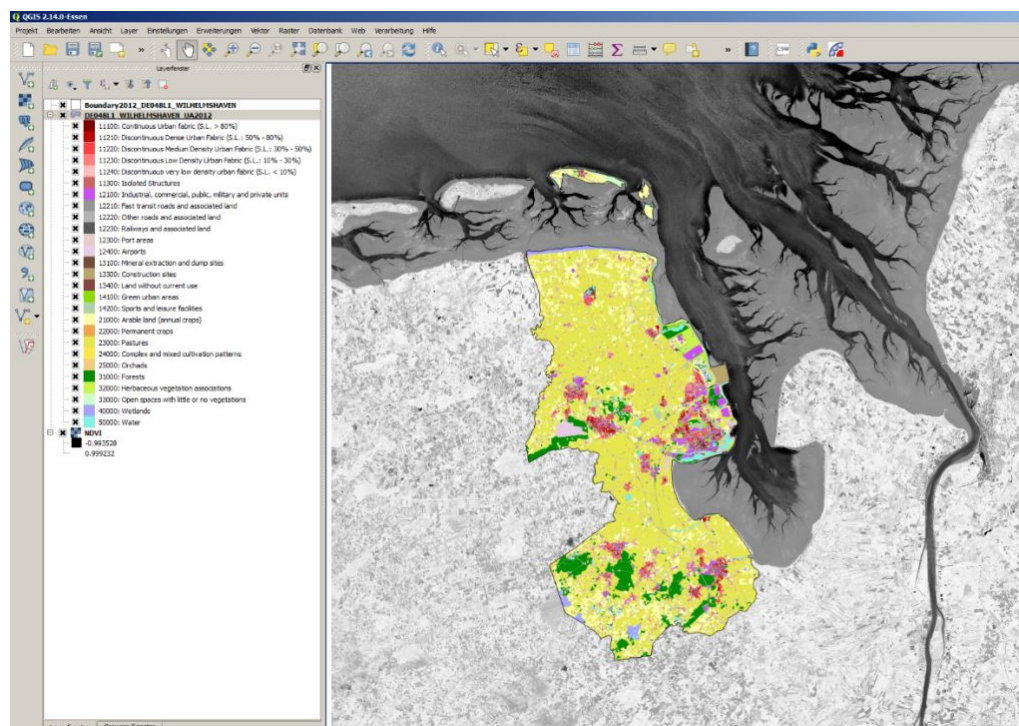 QGIS 2.14.0-Essen
Projekt Bearbeiten Ansicht Layer Einstellungen Erweiterungen Vektor Raster Datenbank Web Verarbeitung Hilfe
Layerfenster
Boundary2012_DE048L1_WILHELMSHAVEN
DE048L1_WILHELMSHAVEN_UA2012
11100: Continuous Urban fabric (S.L. > 80%)
11210: Discontinuous Dense Urban Fabric (S.L.: 50% - 80%)
11220: Discontinuous Medium Density Urban Fabric (S.L.: 30% - 50%)
11230: Discontinuous Low Density Urban Fabric (S.L.: 10% - 30%)
11240: Discontinuous very low density urban fabric (S.L. < 10%)
11300: Isolated Structures
12100: Industrial, commercial, public, military and private units
12210: Fast transit roads and associated land
12220: Other roads and associated land
12230: Railways and associated land
12300: Port areas
12400: Airports
13100: Mineral extraction and dump sites
13300: Construction sites
13400: Land without current use
14100: Green urban areas
14200: Sports and leisure facilities
21000: Arable land (annual crops)
22000: Permanent crops
23000: Pastures
24000: Complex and mixed cultivation patterns
25000: Orchads
31000: Forests
32000: Herbaceous vegetation associations
33000: Open spaces with little or no vegetations
40000: Wetlands
50000: Water
NDVI
-0.993528
0.999232